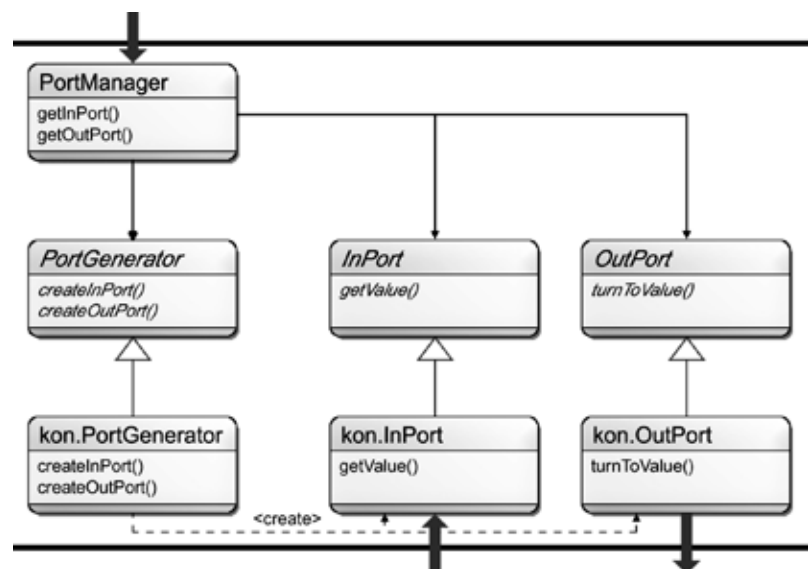 PortManager
getInPort()
getOutPort()
PortGenerator
createInPort()
createOutPort()
InPort
getValue()
OutPort
turnToValue()
kon.PortGenerator
createInPort()
createOutPort()
kon.InPort
getValue()
kon.OutPort
turnToValue()
<create>